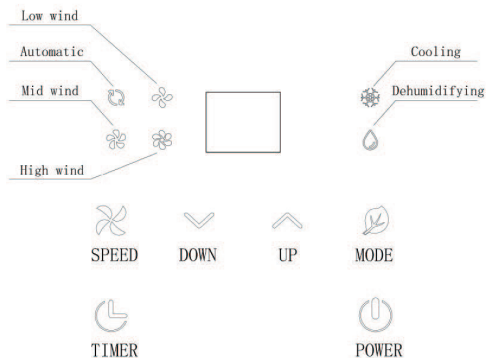 Low wind
Automatic
Cooling
Mid wind
Dehumidifying
High wind
SPEED DOWN UP MODE
TIMER POWER